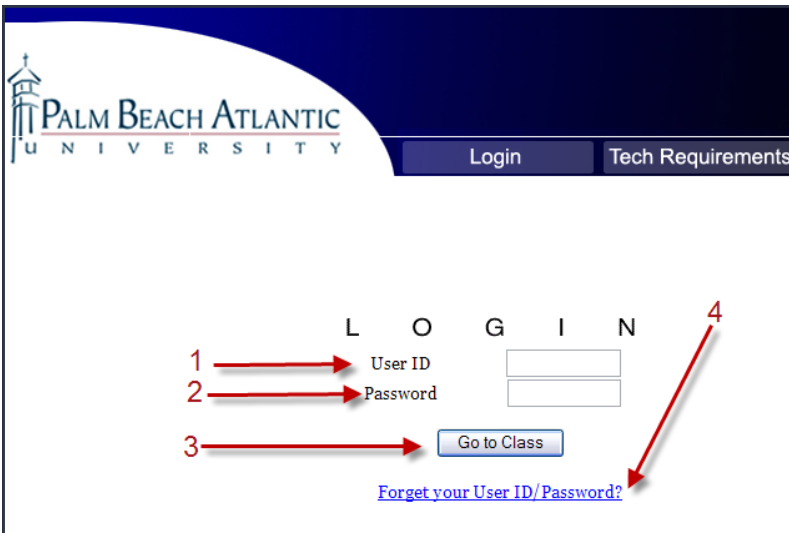 PALM BEACH ATLANTIC
UNIVERSITY
Login
Tech Requirements
LOGIN
4
1 User ID
2 Password
3 Go to Class
Forget your User ID/Password?